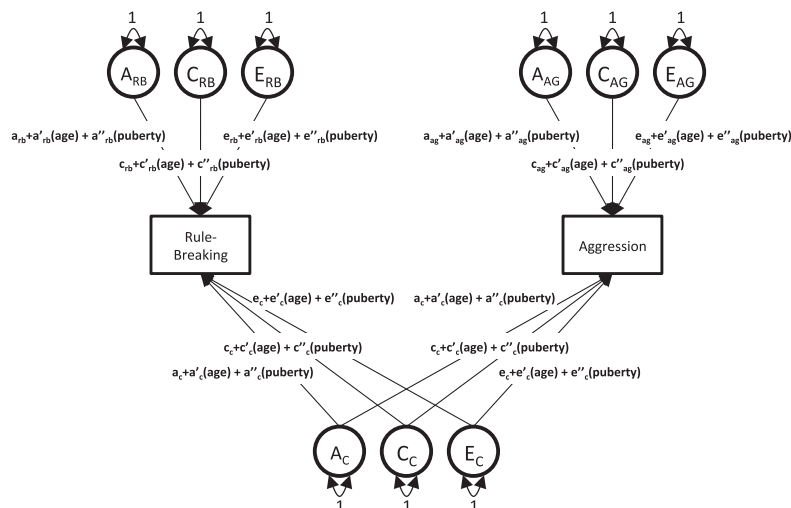 1 1 1 1 1 1
A_RB C_RB E_RB A_AG C_AG E_AG
a_rb+a'_rb(age) + a''_rb(puberty) e_rb+e'_rb(age) + e''_rb(puberty) a_ag+a'_ag(age) + a''_ag(puberty) e_ag+e'_ag(age) + e''_ag(puberty)
c_rb+c'_rb(age) + c''_rb(puberty) c_ag+c'_ag(age) + c''_ag(puberty)
Rule-
Breaking
Aggression
e_c+e'_c(age) + e''_c(puberty) a_c+a'_c(age) + a''_c(puberty)
c_c+c'_c(age) + c''_c(puberty) c_c+c'_c(age) + c''_c(puberty)
a_c+a'_c(age) + a''_c(puberty) e_c+e'_c(age) + e''_c(puberty)
A_C C_C E_C
1 1 1